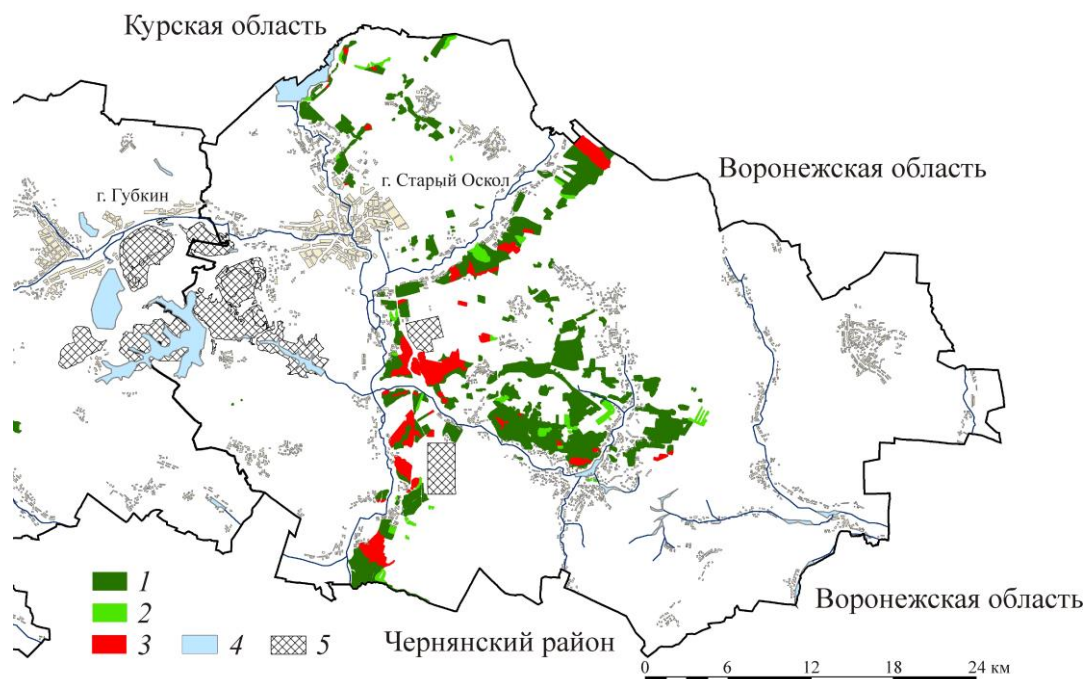 Курская область
Воронежская область
г. Старый Оскол
г. Губкин
1
2
3 4 5
Воронежская область
Чернянский район
0 6 12 18 24 км